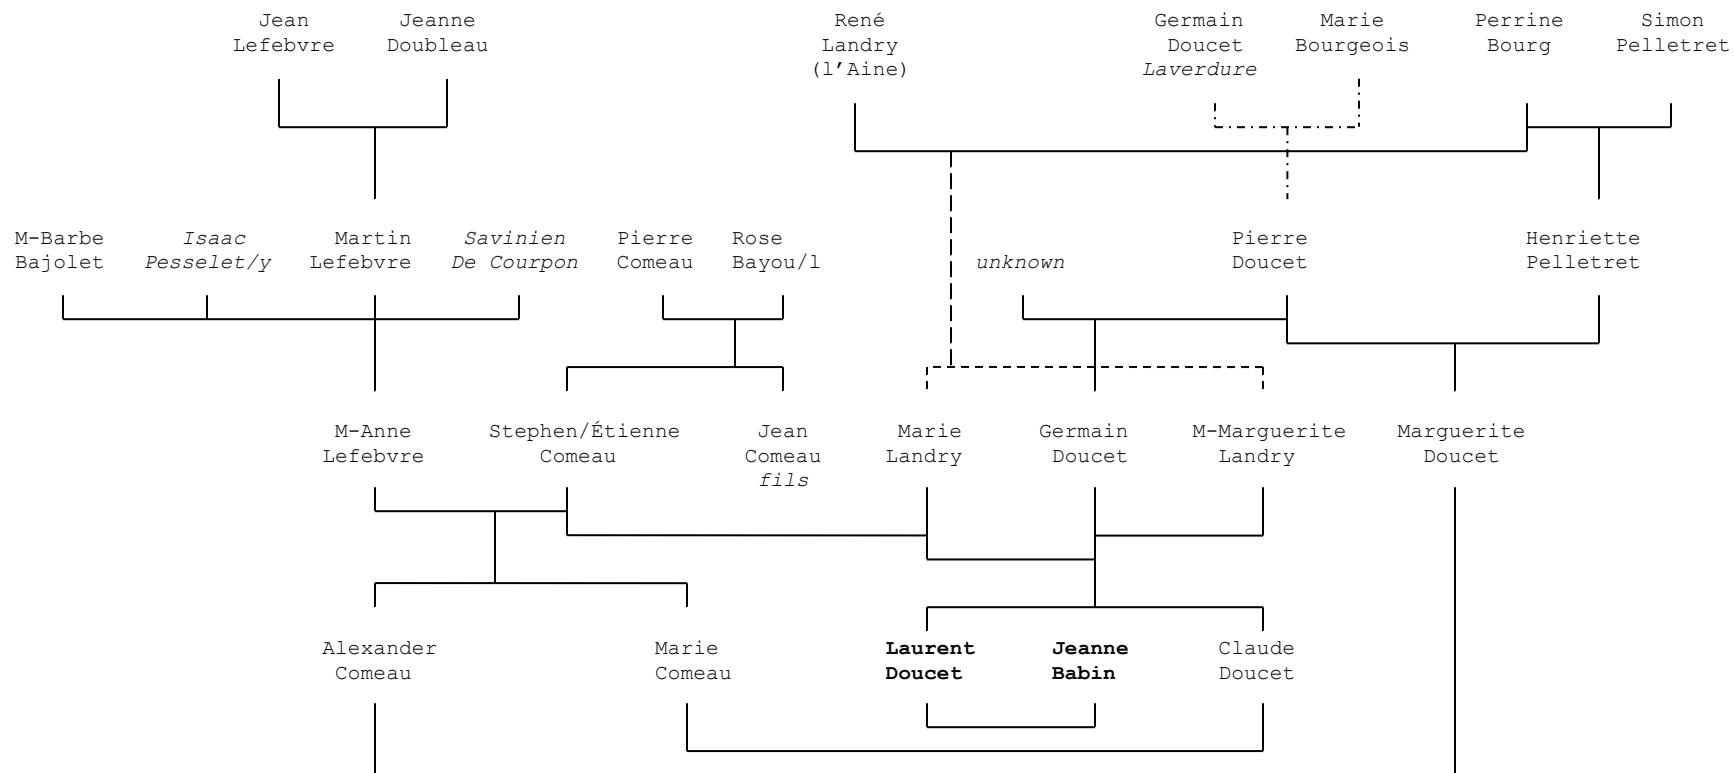 Jean
Lefebvre
Jeanne
Doubleau
René
Landry
(l’Aine)
Germain
Doucet
Laverdure
Marie
Bourgeois
Perrine
Bourg
Simon
Pelletret
M-Barbe
Bajolet
Isaac
Pesselet/y
Martin
Lefebvre
Savinien
De Courpon
Pierre
Comeau
Rose
Bayou/l
unknown
Pierre
Doucet
Henriette
Pelletret
M-Anne
Lefebvre
Stephen/Étienne
Comeau
Jean
Comeau
fils
Marie
Landry
Germain
Doucet
M-Marguerite
Landry
Marguerite
Doucet
Alexander
Comeau
Marie
Comeau
Laurent
Doucet
Jeanne
Babin
Claude
Doucet